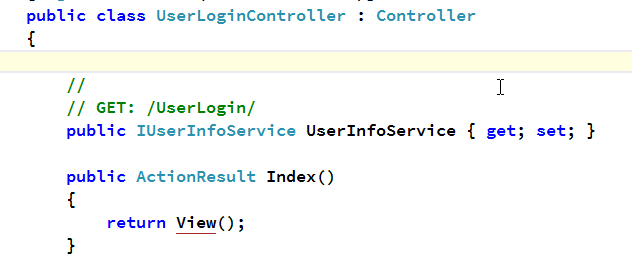 public class UserLoginController : Controller
{
//
// GET: /UserLogin/
public IUserInfoService UserInfoService { get; set; }
public ActionResult Index()
{
return View();
}